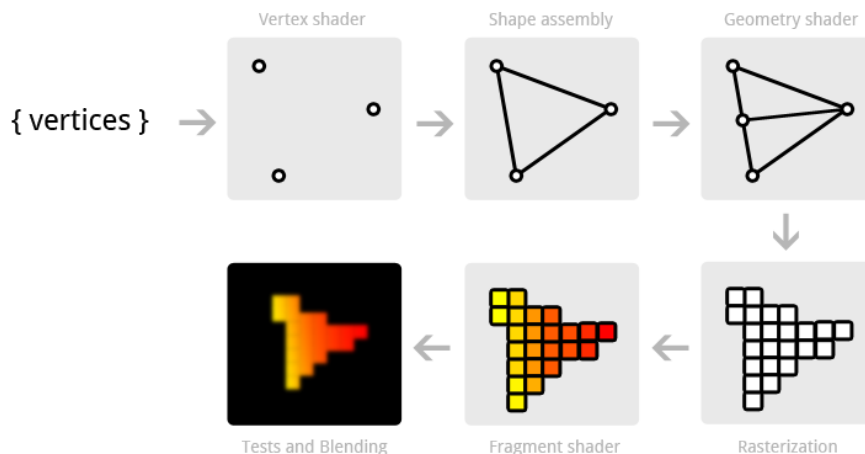 Vertex shader
Shape assembly
Geometry shader
{ vertices }
Tests and Blending
Fragment shader
Rasterization